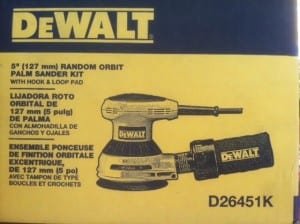 DEWALT
5" (127 mm) RANDOM ORBIT
PALM SANDER KIT
WITH HOOK & LOOP PAD
LIJADORA ROTO
ORBITAL DE
127 mm (5 pulg)
DE PALMA
CON ALMOHADILLA DE
GANCHOS Y OJALES
ENSEMBLE PONCEUSE
DE FINITION ORBITALE
EXCENTRIQUE,
DE 127 mm (5 po)
AVEC TAMPON DE TYPE
BOUCLES ET CROCHETS
DEWALT
DEWALT
D26451K